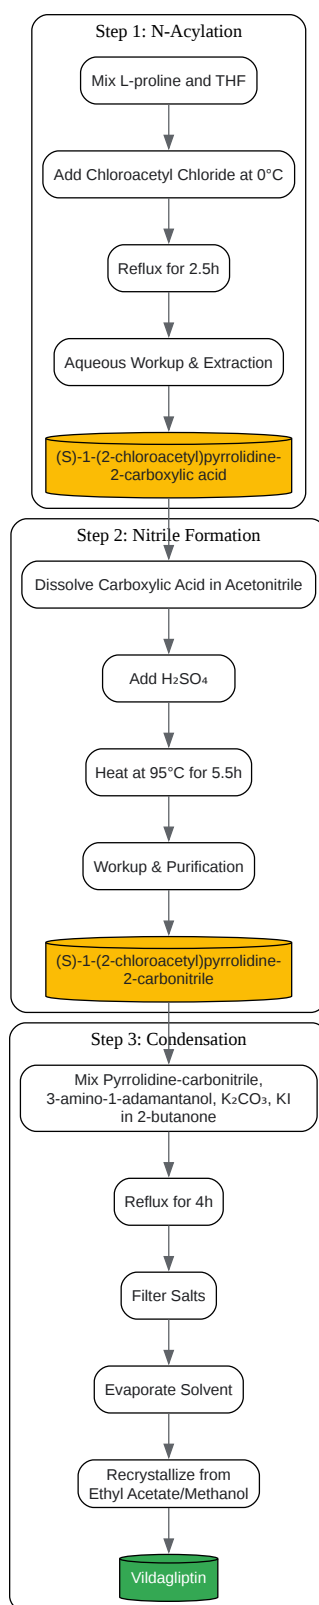 Step 1: N-Acylation
Mix L-proline and THF
Add Chloroacetyl Chloride at 0°C
Reflux for 2.5h
Aqueous Workup & Extraction
(S)-1-(2-chloroacetyl)pyrrolidine-
2-carboxylic acid
Step 2: Nitrile Formation
Dissolve Carboxylic Acid in Acetonitrile
Add H₂SO₄
Heat at 95°C for 5.5h
Workup & Purification
(S)-1-(2-chloroacetyl)pyrrolidine-
2-carbonitrile
Step 3: Condensation
Mix Pyrrolidine-carbonitrile,
3-amino-1-adamantanol, K₂CO₃, KI
in 2-butanone
Reflux for 4h
Filter Salts
Evaporate Solvent
Recrystallize from
Ethyl Acetate/Methanol
Vildagliptin